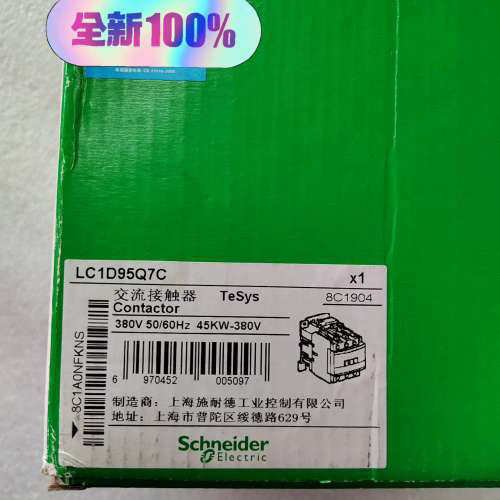 全新100%
LC1D95Q7C
x1
交流接触器 TeSys
8C1904
Contactor
380V 50/60Hz 45KW-380V
8C1A0NFKNS
6 970452 005097
制造商：上海施耐德工业控制有限公司
地址：上海市普陀区绥德路629号
Schneider
Electric